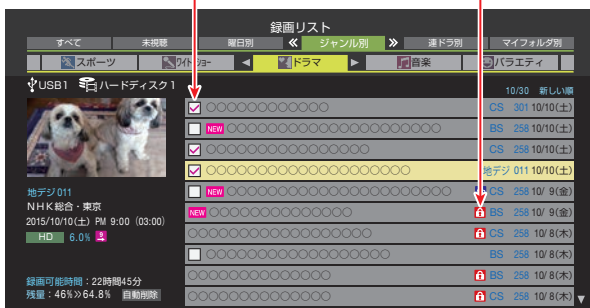 録画リスト
すべて 未視聴 曜日別 ≪ ジャンル別 ≫ 連ドラ別 マイフォルダ別
スポーツ ワイドショー ◀ ドラマ ▶ 音楽 バラエティ
USB1 ハードディスク1
10/30 新しい順
○○○○○○○○○○○○ CS 301 10/10(土)
NEW ○○○○○○○○○○○○○○○○○○○○ BS 258 10/10(土)
○○○○○○○○○○○○○○○○ CS 258 10/10(土)
○○○○○○○○○○○○○○○○○○○○ 地デジ 011 10/10(土)
NEW ○○○○○○○○○○○○○○○○○○○○○ CS 258 10/ 9(金)
NEW ○○○○○○○○○○○○○○ BS 258 10/ 9(金)
○○○○○○○○○○○○○○○○○○ CS 258 10/ 8(木)
○○○○○○○○○○○○○○ BS 258 10/ 8(木)
○○○○○○○○○○○○○ BS 258 10/ 8(木)
○○○○○○○○○○○○○○○○○○ CS 258 10/ 8(木)
地デジ011
NHK総合・東京
2015/10/10(土) PM 9:00 (03:00)
HD 6.0% 9
録画可能時間：22時間45分
残量：46%≫64.8% 自動削除
▼